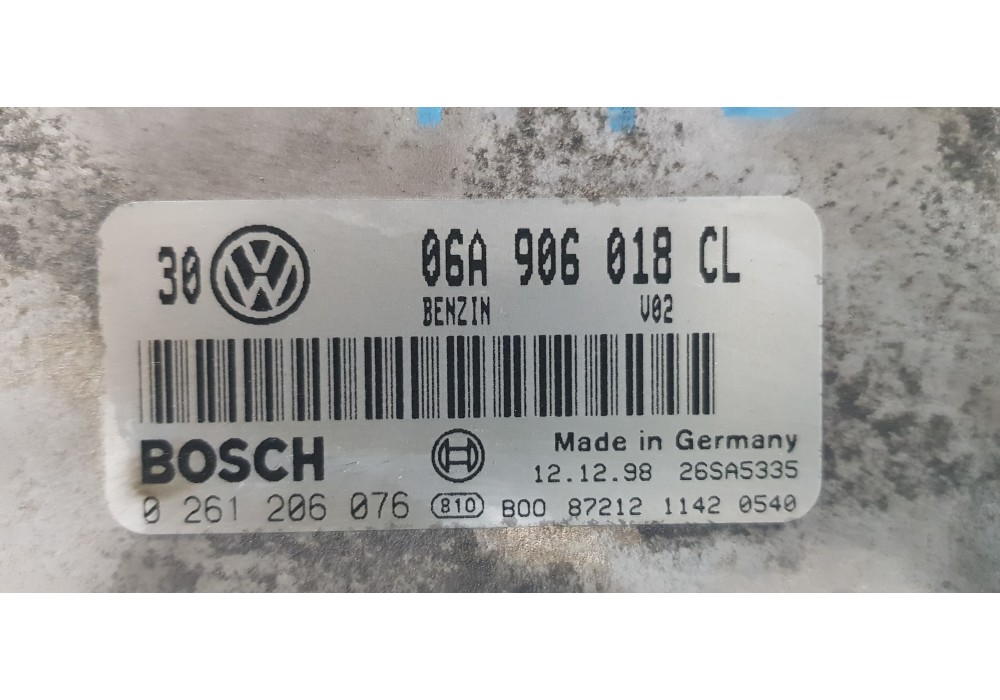 30 VW 06A 906 018 CL
BENZIN V02
BOSCH Made in Germany
12.12.98 26SA5335
0 261 206 076 810 B00 87212 1142 0540